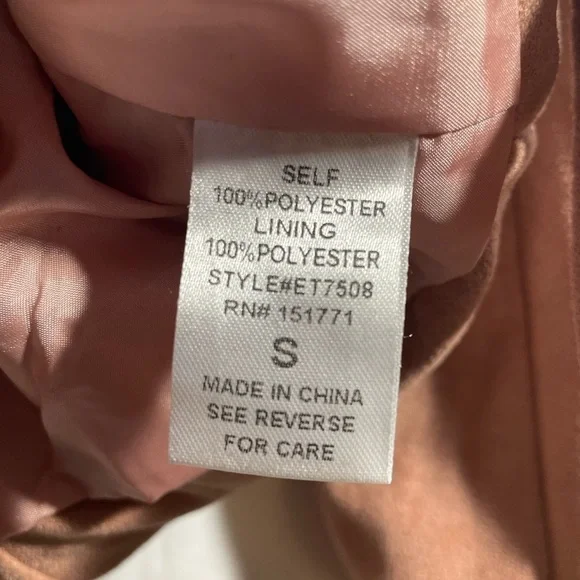 SELF
100%POLYESTER
LINING
100%POLYESTER
STYLE#ET7508
RN# 151771
S
MADE IN CHINA
SEE REVERSE
FOR CARE